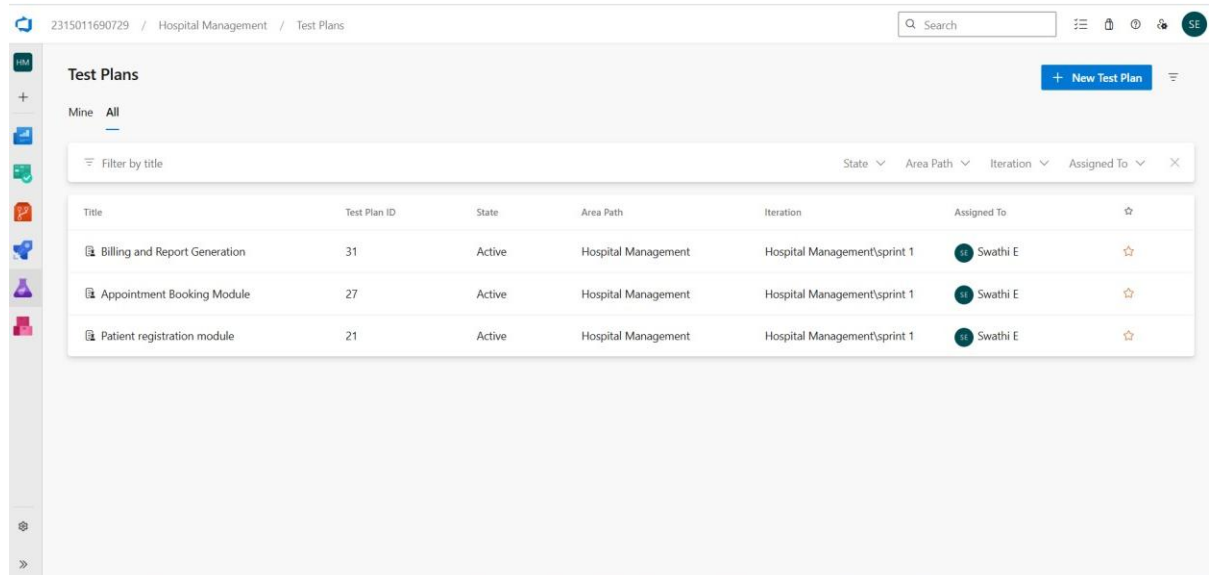 2315011690729 / Hospital Management / Test Plans Search SE
HM
Test Plans + New Test Plan
Mine All
Filter by title State Area Path Iteration Assigned To
Title Test Plan ID State Area Path Iteration Assigned To
Billing and Report Generation 31 Active Hospital Management Hospital Management\sprint 1 SE Swathi E
Appointment Booking Module 27 Active Hospital Management Hospital Management\sprint 1 SE Swathi E
Patient registration module 21 Active Hospital Management Hospital Management\sprint 1 SE Swathi E